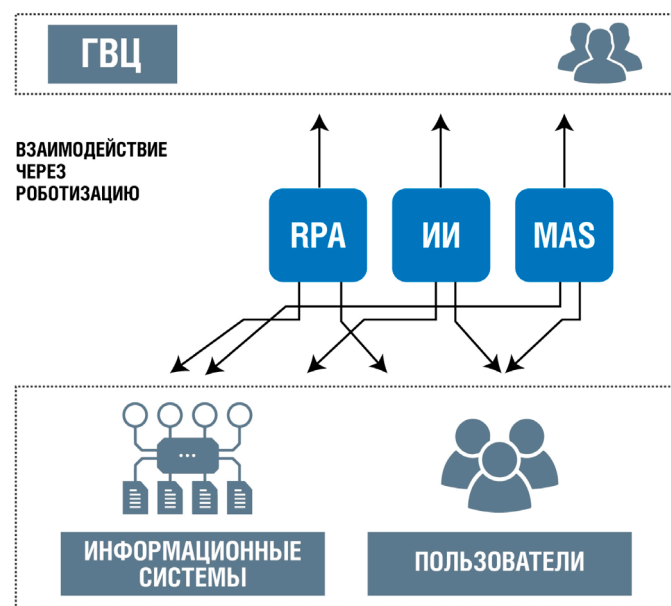 ГВЦ
ВЗАИМОДЕЙСТВИЕ
ЧЕРЕЗ
РОБОТИЗАЦИЮ
RPA
ИИ
MAS
...
ИНФОРМАЦИОННЫЕ
СИСТЕМЫ
ПОЛЬЗОВАТЕЛИ